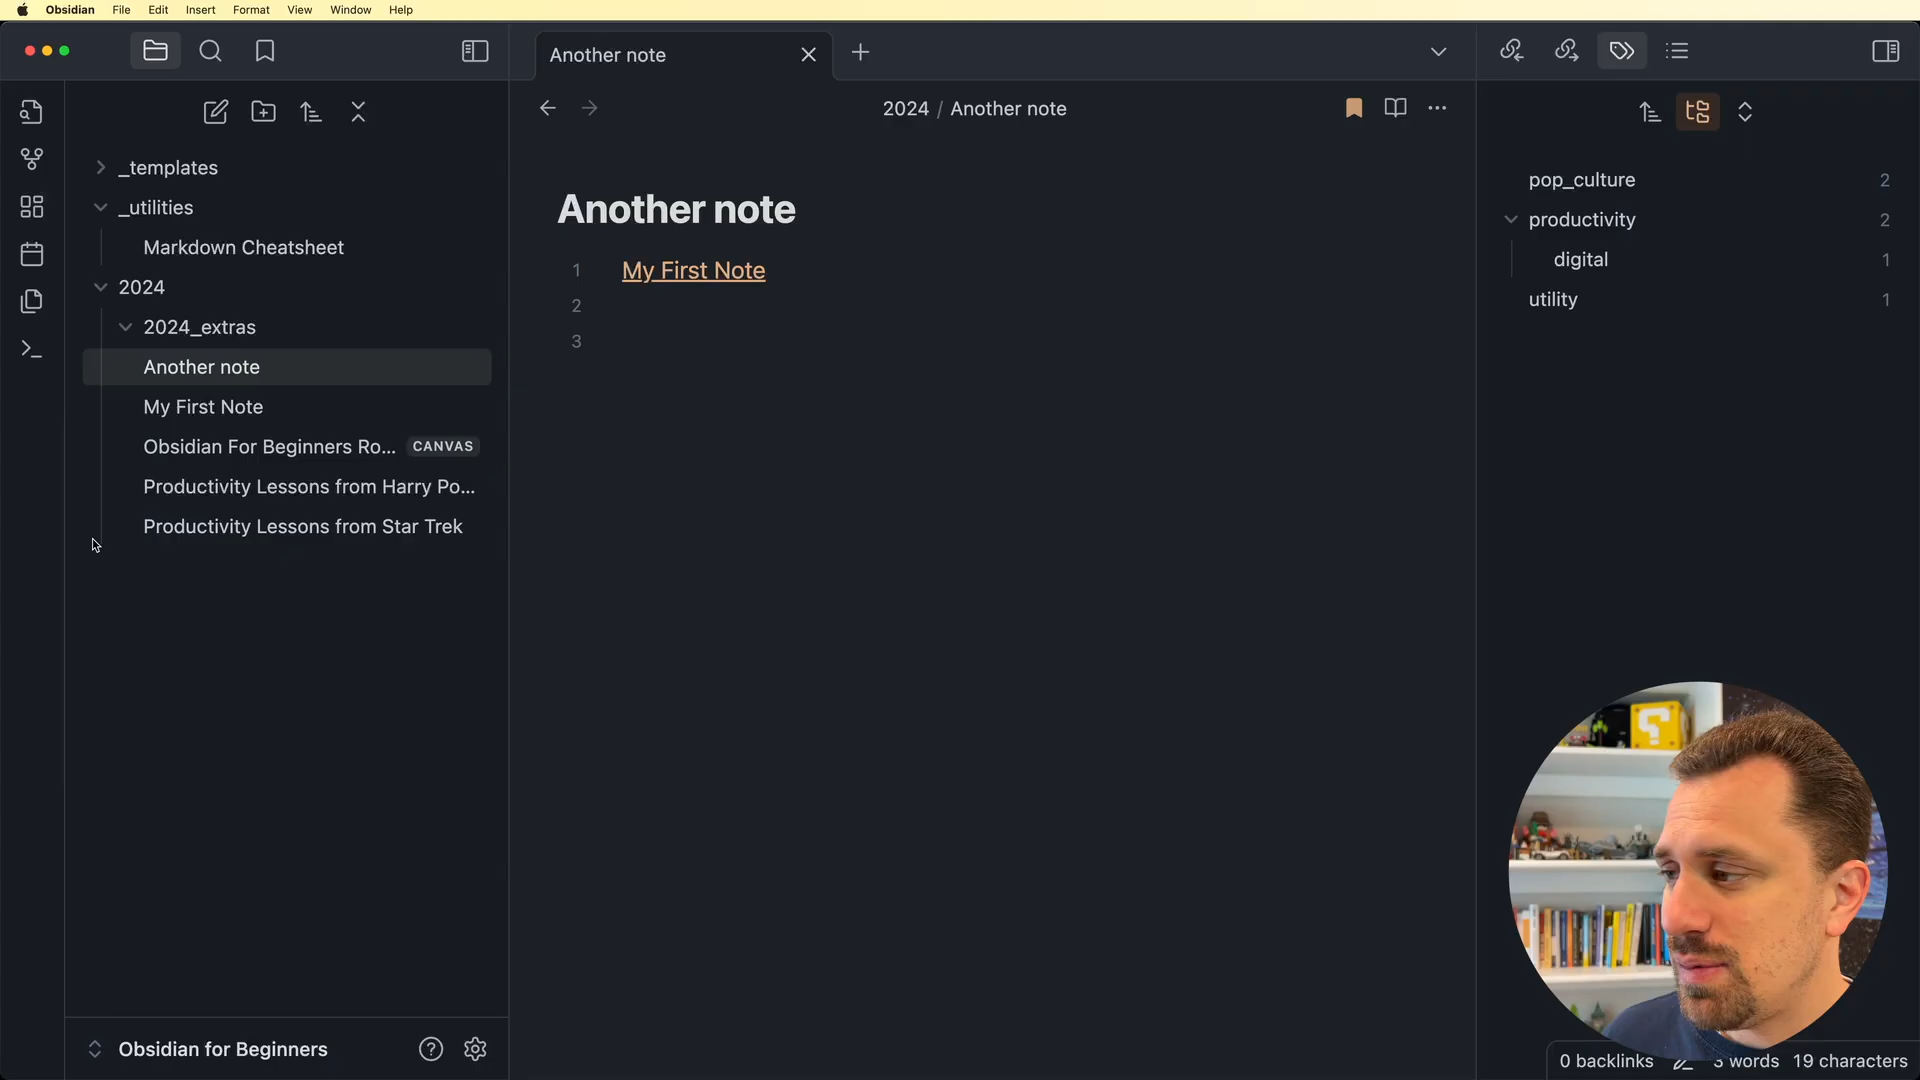 Obsidian File Edit Insert Format View Window Help
Another note
2024 / Another note
_templates
_utilities
Markdown Cheatsheet
2024
2024_extras
Another note
My First Note
Obsidian For Beginners Ro... CANVAS
Productivity Lessons from Harry Po...
Productivity Lessons from Star Trek
Obsidian for Beginners
Another note
1 My First Note
2
3
pop_culture 2
productivity 2
digital 1
utility 1
0 backlinks 3 words 19 characters